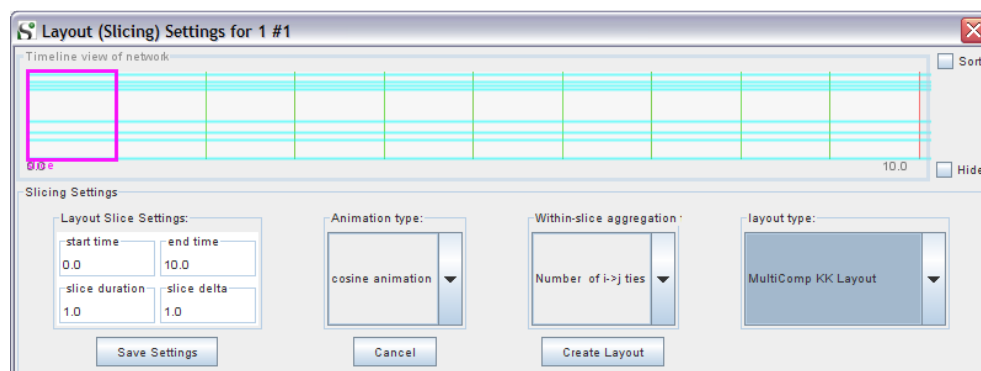 Layout (Slicing) Settings for 1 #1
Timeline view of network
Sort
10.0
Hide
Slicing Settings
Layout Slice Settings:
Animation type:
Within-slice aggregation
layout type:
start time
end time
0.0
10.0
cosine animation
Number of i->j ties
MultiComp KK Layout
slice duration
slice delta
1.0
1.0
Save Settings
Cancel
Create Layout